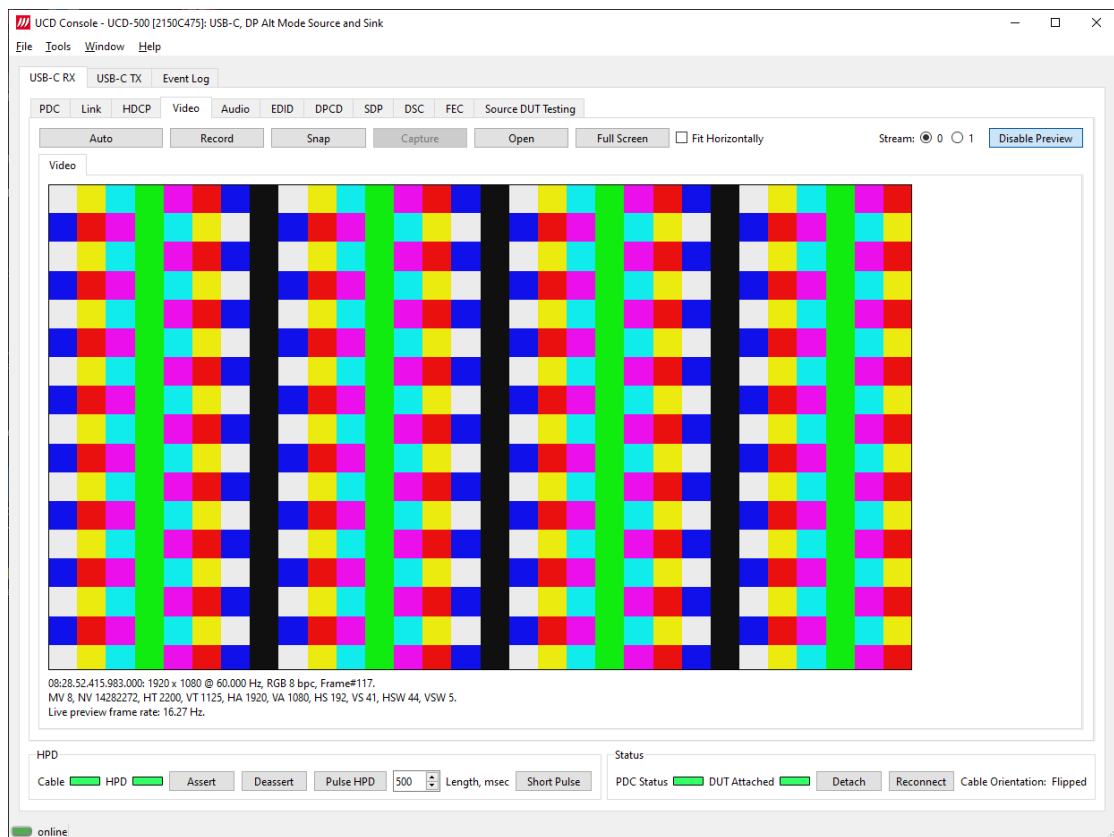 UCD Console - UCD-500 [2150C475]: USB-C, DP Alt Mode Source and Sink
File Tools Window Help
USB-C RX USB-C TX Event Log
PDC Link HDCP Video Audio EDID DPCD SDP DSC FEC Source DUT Testing
Auto Record Snap Capture Open Full Screen Fit Horizontally Stream: 0 1 Disable Preview
Video
08:28.52.415.983.000: 1920 x 1080 @ 60.000 Hz, RGB 8 bpc, Frame#117.
MV 8, NV 14282272, HT 2200, VT 1125, HA 1920, VA 1080, HS 192, VS 41, HSW 44, VSW 5.
Live preview frame rate: 16.27 Hz.
HPD Status
Cable HPD Assert Deassert Pulse HPD 500 Length, msec Short Pulse PDC Status DUT Attached Detach Reconnect Cable Orientation: Flipped
online